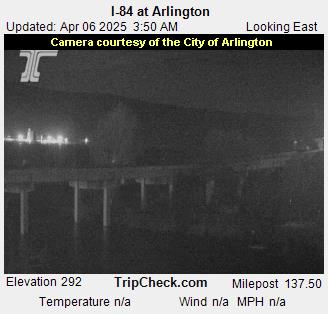 I-84 at Arlington
Updated: Apr 06 2025 3:50 AM Looking East
Camera courtesy of the City of Arlington
Elevation 292 TripCheck.com Milepost 137.50
Temperature n/a Wind n/a MPH n/a